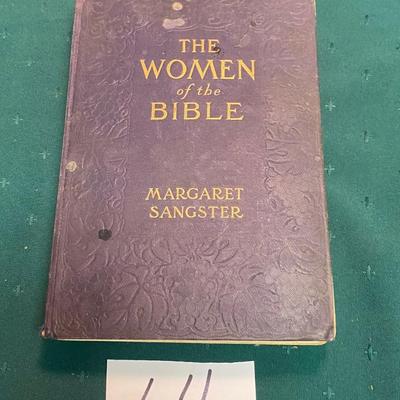 THE
WOMEN
of the
BIBLE
MARGARET
SANGSTER